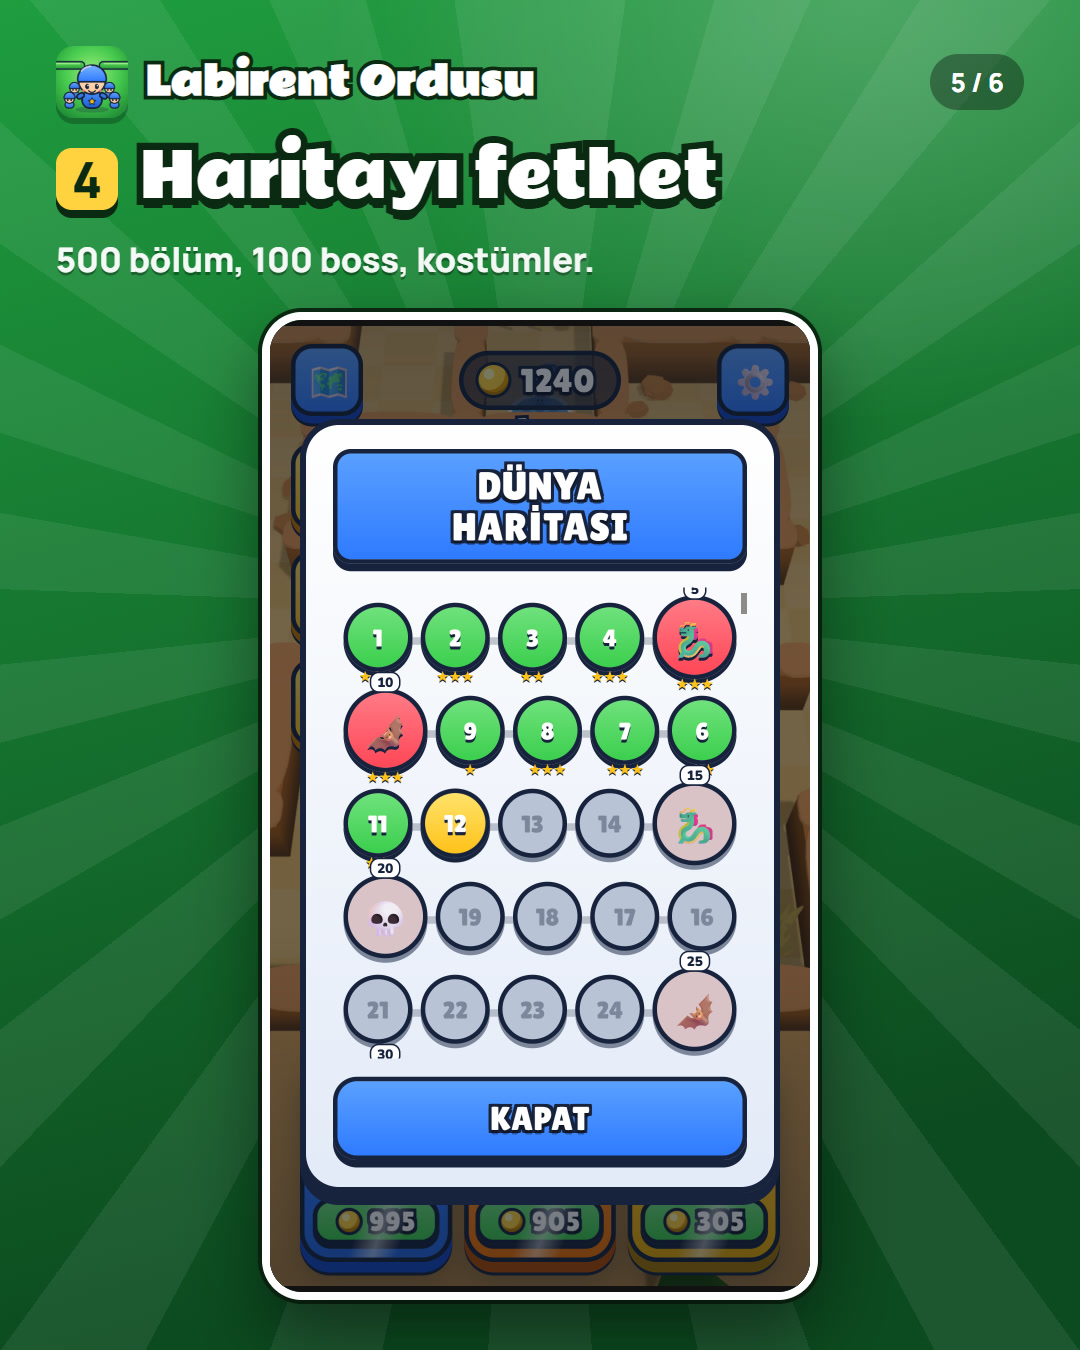 Labirent Ordusu
5 / 6
4 Haritayı fethet
500 bölüm, 100 boss, kostümler.
1240
DÜNYA
HARİTASI
5
1 2 3 4
10
9 8 7 6
15
11 12 13 14
20
19 18 17 16
25
21 22 23 24
30
KAPAT
995 905 305